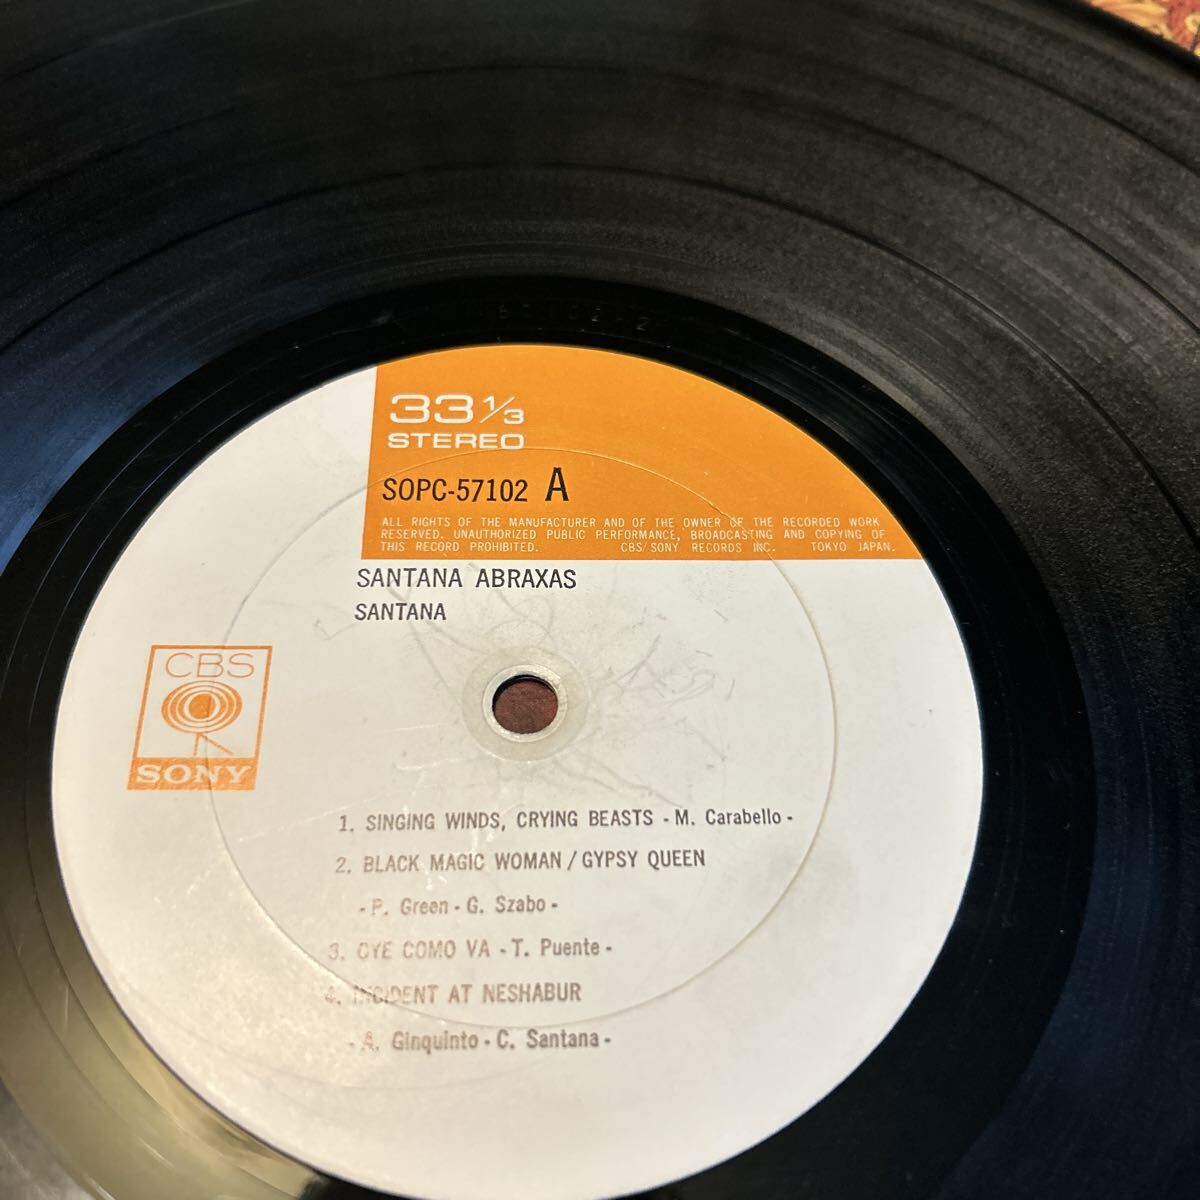 33 1/3
STEREO
SOPC-57102 A
ALL RIGHTS OF THE MANUFACTURER AND OF THE OWNER OF THE RECORDED WORK
RESERVED. UNAUTHORIZED PUBLIC PERFORMANCE, BROADCASTING AND COPYING OF
THIS RECORD PROHIBITED. CBS/SONY RECORDS INC. TOKYO JAPAN.
SANTANA ABRAXAS
SANTANA
CBS
SONY
1. SINGING WINDS, CRYING BEASTS - M. Carabello -
2. BLACK MAGIC WOMAN / GYPSY QUEEN
- P. Green - G. Szabo -
3. OYE COMO VA - T. Puente -
4. INCIDENT AT NESHABUR
- A. Ginquinto - C. Santana -